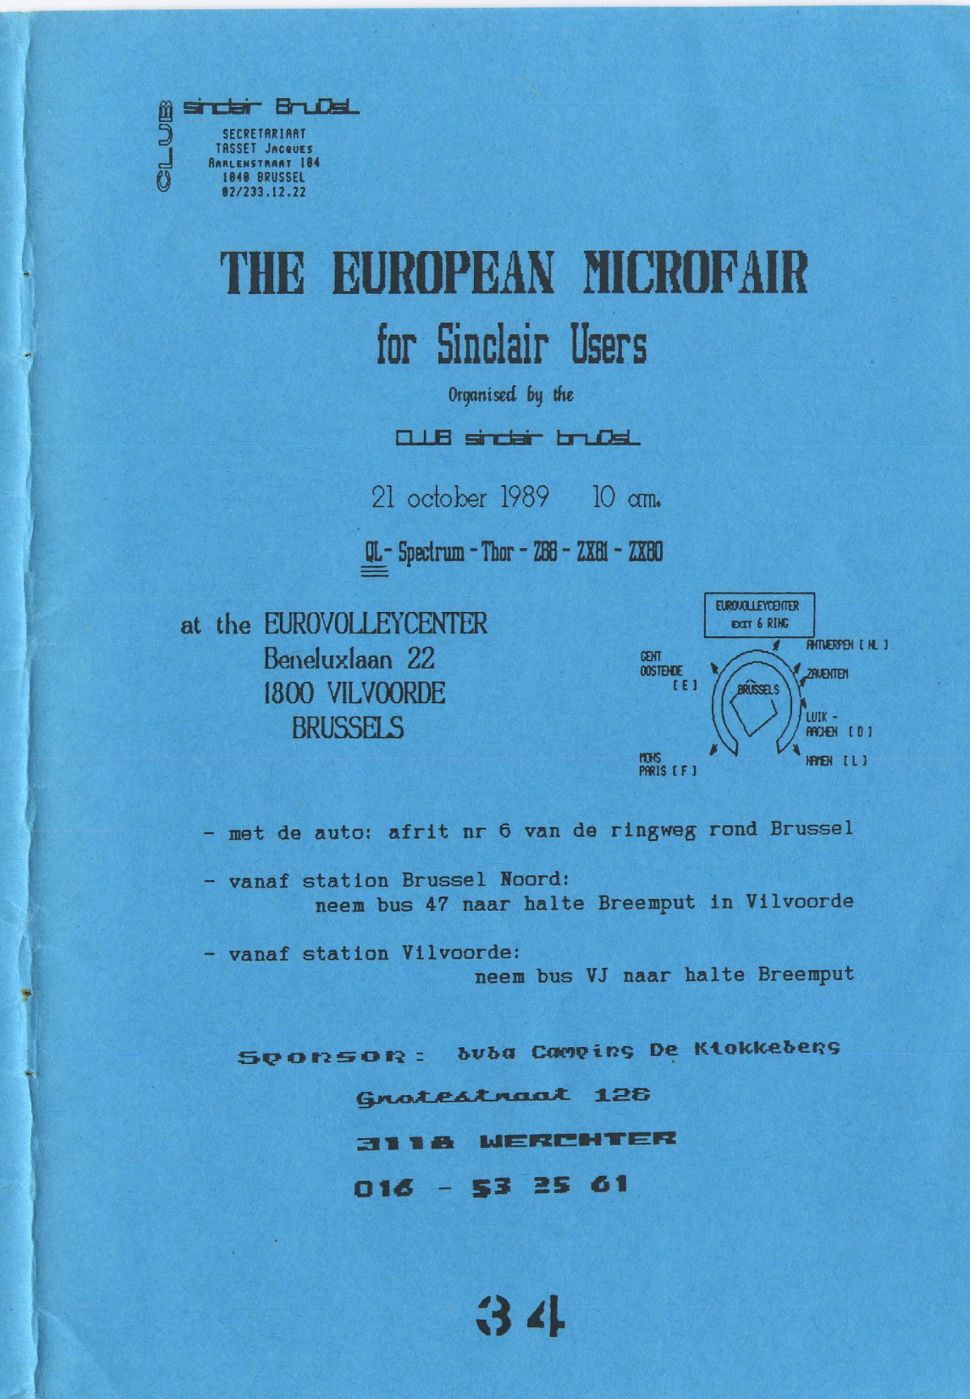 CLUB sinclair BruQsL
SECRETARIAAT
TASSET Jacques
Aarlenstraat 104
1040 BRUSSEL
02/233.12.22
THE EUROPEAN MICROFAIR
for Sinclair Users
Organised by the
CLUB sinclair bruQsL
21 october 1989 10 am.
QL - Spectrum - Thor - Z88 - ZX81 - ZX80
at the EUROVOLLEYCENTER
Beneluxlaan 22
1800 VILVOORDE
BRUSSELS
EUROVOLLEYCENTER
EXIT 6 RING
ANTWERPEN [ NL ]
GENT
OOSTENDE
[ E ]
ZAVENTEM
BRUSSELS
LUIK -
AACHEN [ D ]
MONS
PARIS [ F ]
NAMEN [ L ]
- met de auto: afrit nr 6 van de ringweg rond Brussel
- vanaf station Brussel Noord:
neem bus 47 naar halte Breemput in Vilvoorde
- vanaf station Vilvoorde:
neem bus VJ naar halte Breemput
Sponsor: bvba Camping De Klokkeberg
Grotestraat 126
3118 WERCHTER
016 - 53 25 61
34